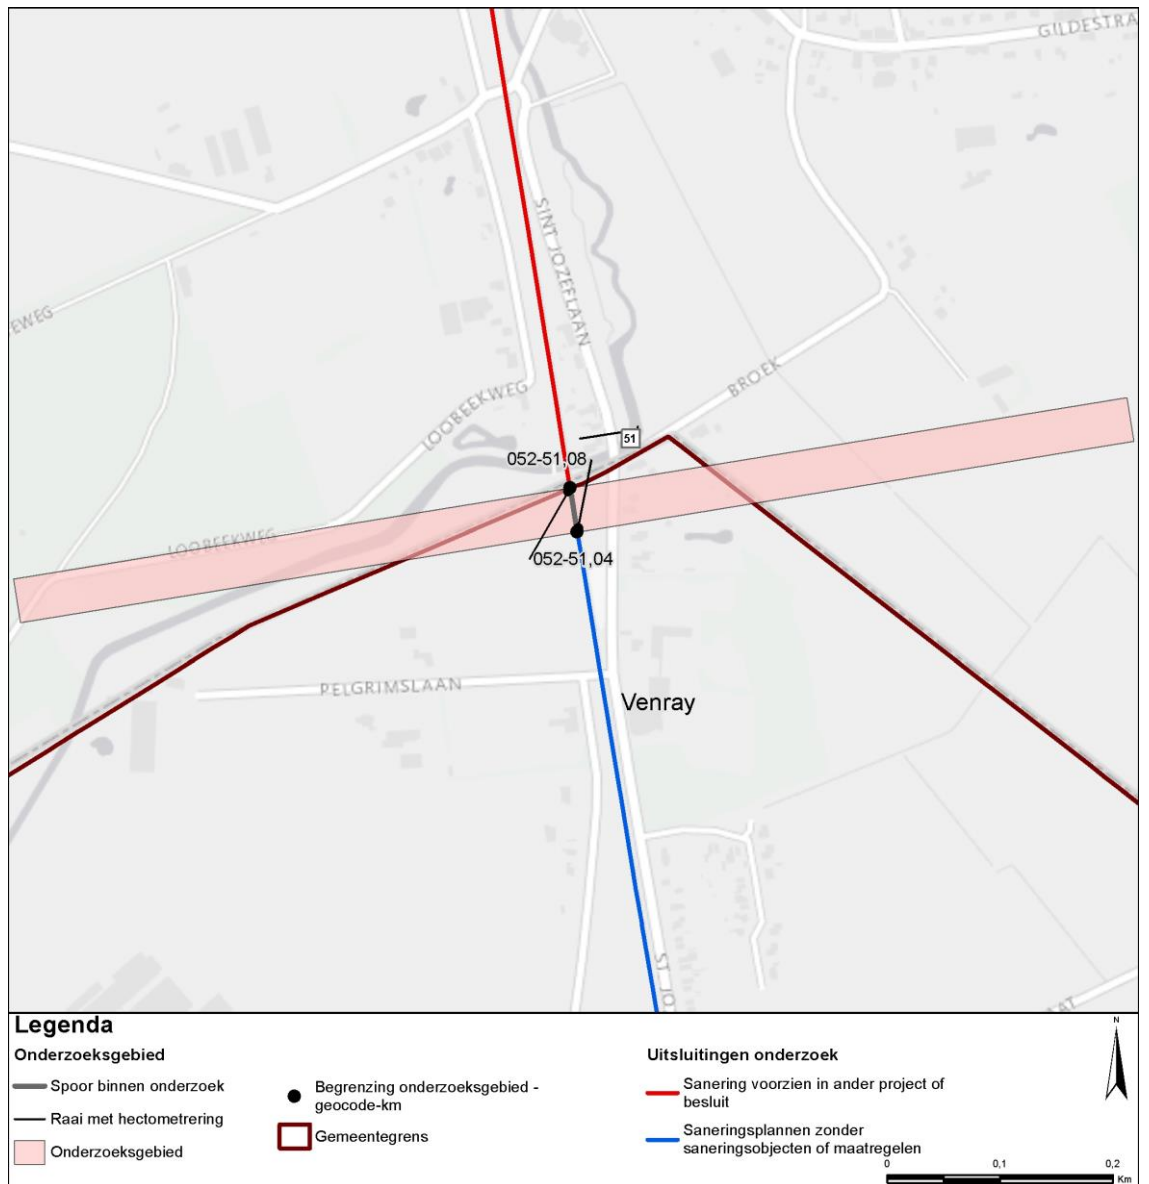 GILDESTRA
SINT JOZEFLAAN
EWEG
BROEK
LOOBEEKWEG
51
052-51,08
LOOBEEKWEG
052-51,04
PELGRIMSLAAN
Venray
ST. JO
AT
Legenda
Onderzoeksgebied
Spoor binnen onderzoek
Raai met hectometrering
Onderzoeksgebied
Begrenzing onderzoeksgebied -
geocode-km
Gemeentegrens
Uitsluitingen onderzoek
Sanering voorzien in ander project of
besluit
Saneringsplannen zonder
saneringsobjecten of maatregelen
N
0 0,1 0,2
Km